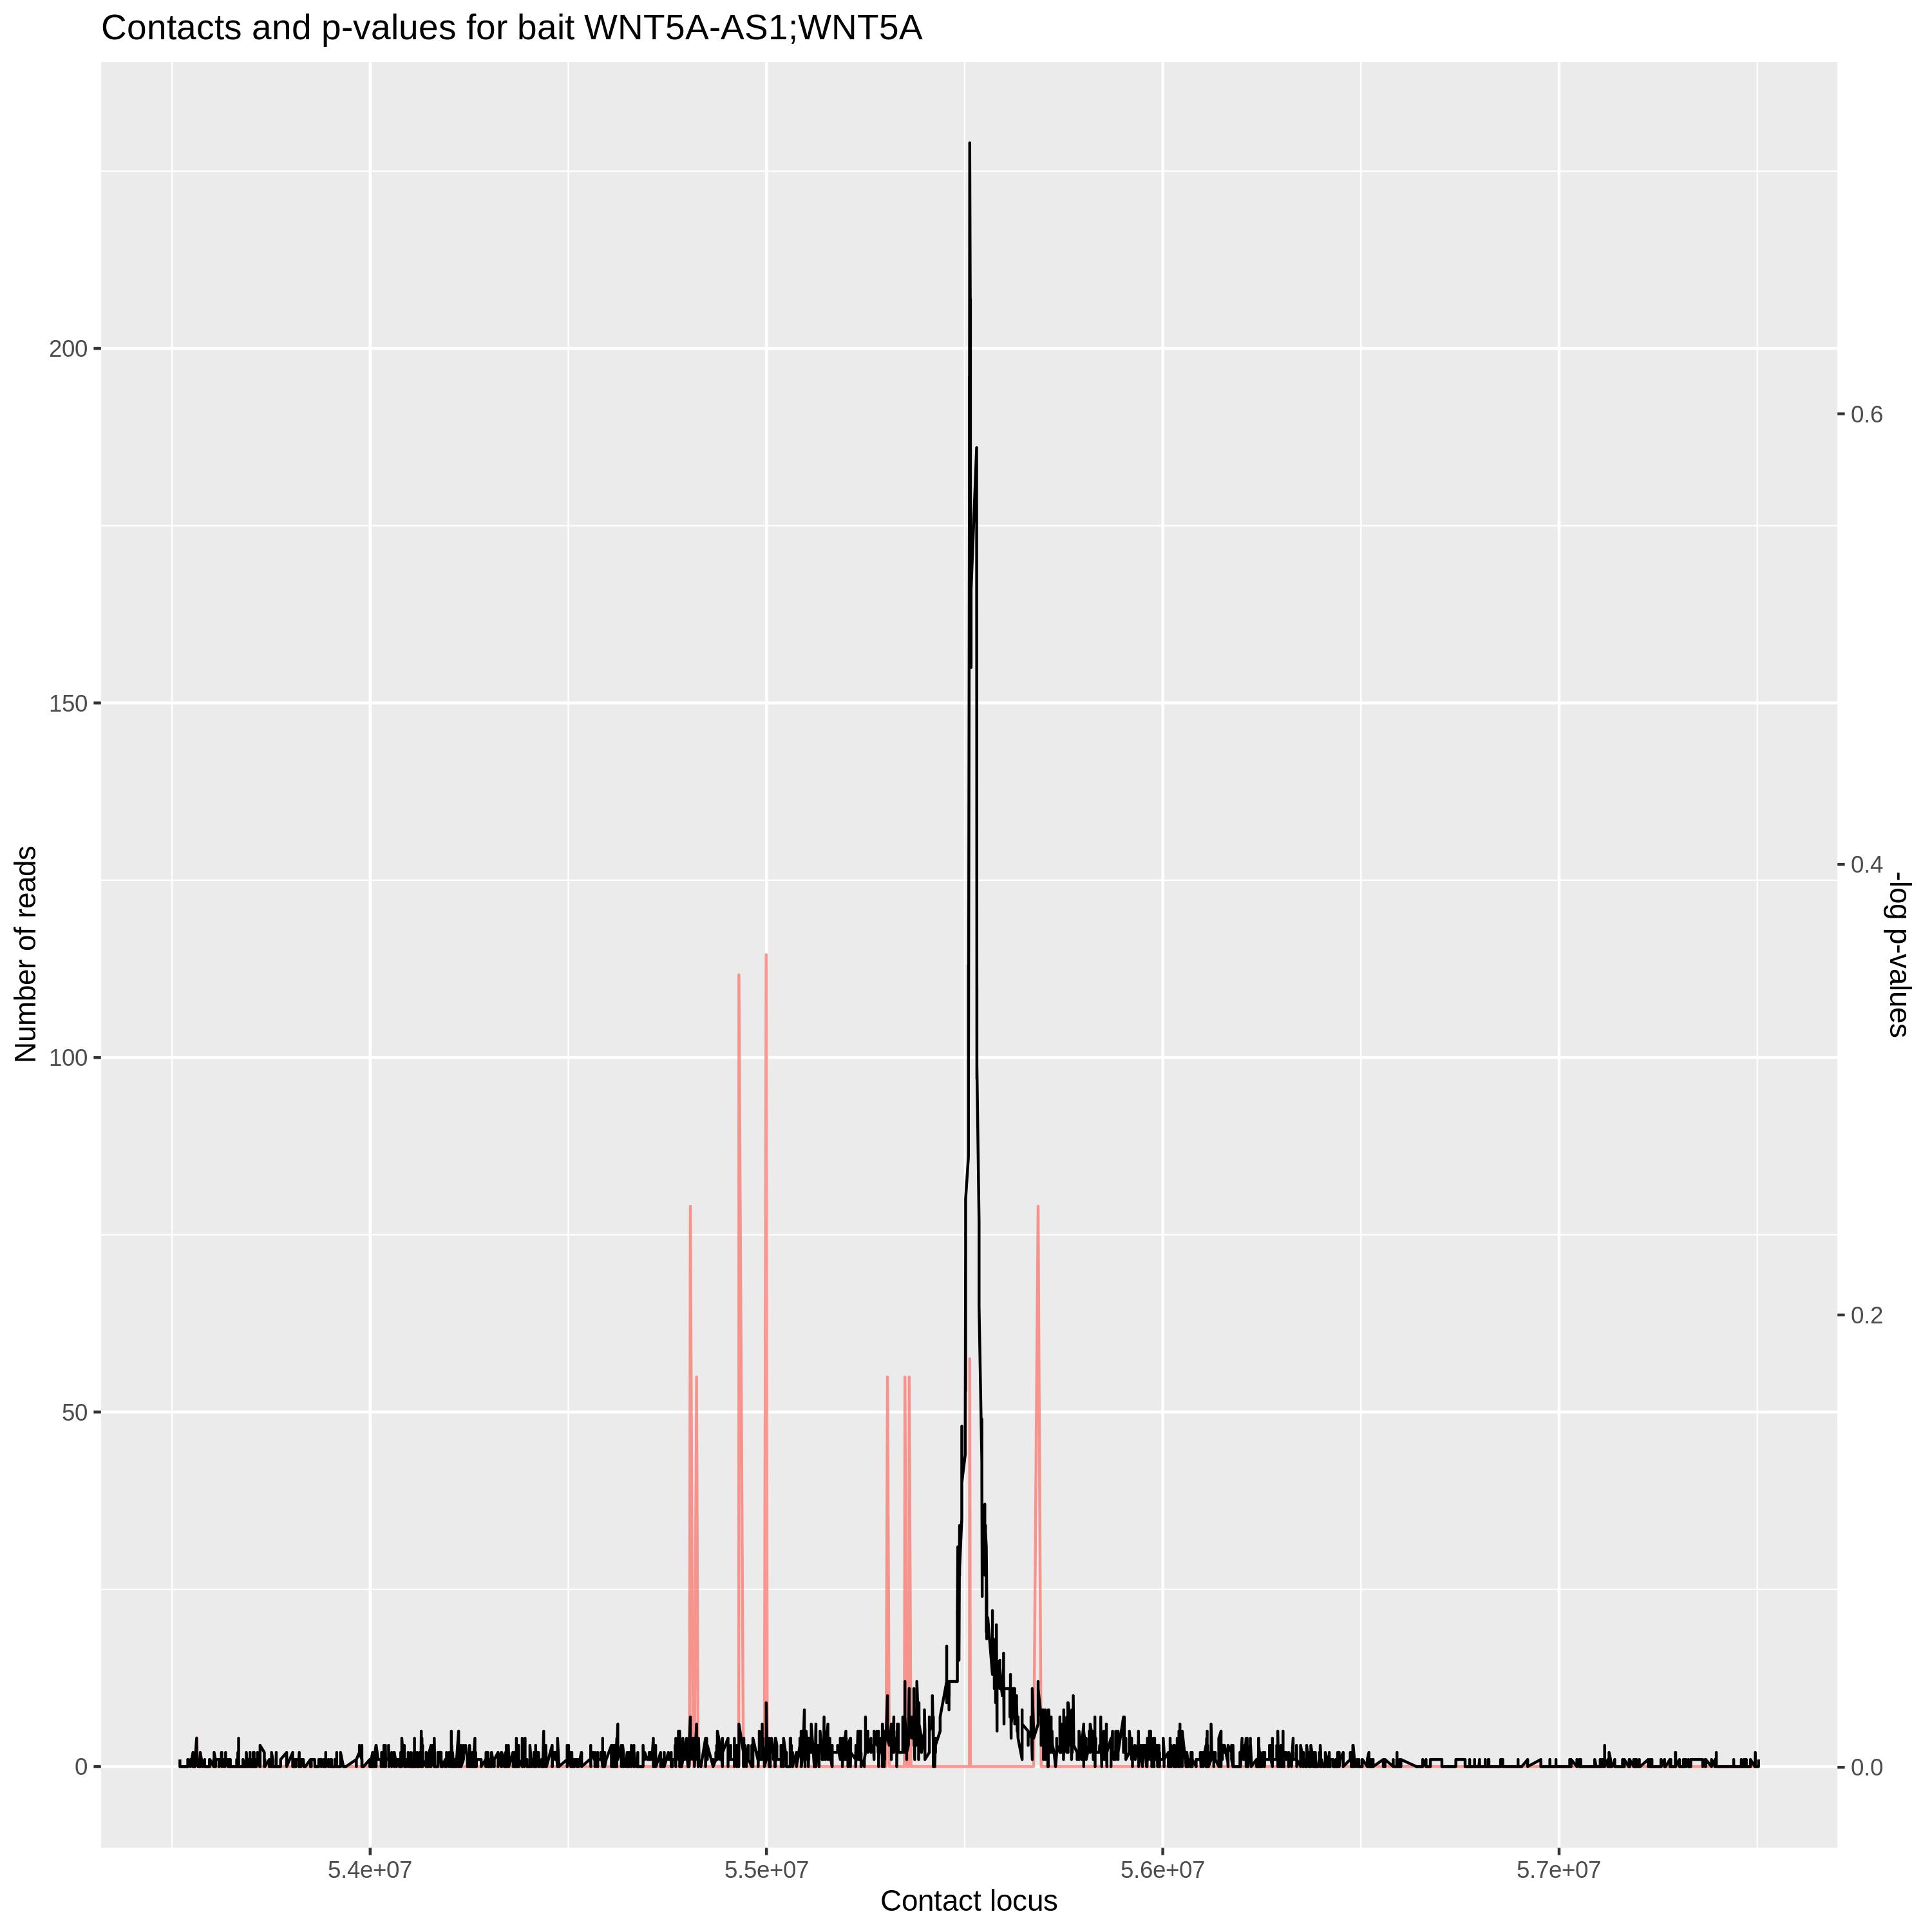 Contacts and p-values for bait WNT5A-AS1;WNT5A
Number of reads
200
150
100
50
0
0.6
0.4
0.2
0.0
-log p-values
5.4e+07
5.5e+07
5.6e+07
5.7e+07
Contact locus